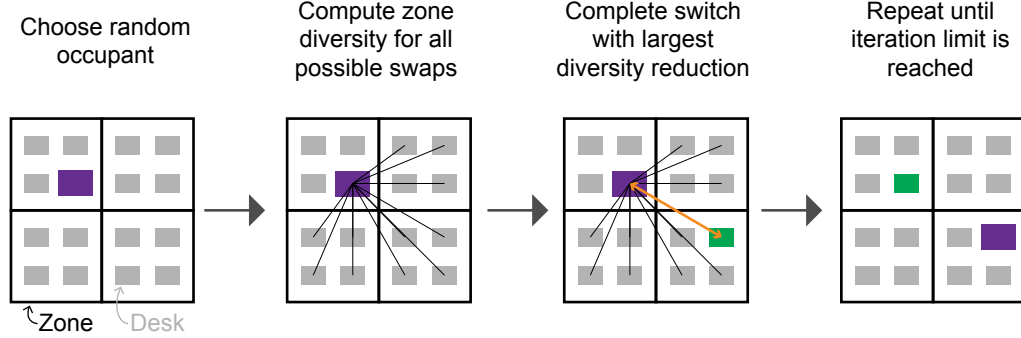 Choose random
occupant
Compute zone
diversity for all
possible swaps
Complete switch
with largest
diversity reduction
Repeat until
iteration limit is
reached
Zone
Desk